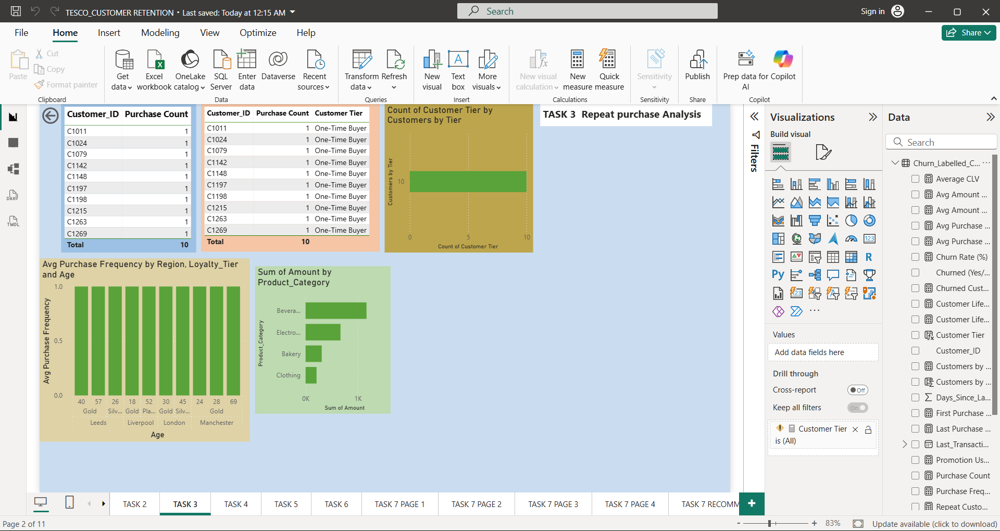 TESCO_CUSTOMER RETENTION • Last saved: Today at 12:15 AM
Search
Sign in
File
Home
Insert
Modeling
View
Optimize
Help
Share
Paste
Cut
Copy
Format painter
Clipboard
Get data
Excel workbook
OneLake catalog
SQL Server
Enter data
Dataverse
Recent sources
Data
Transform data
Refresh
Queries
New visual
Text box
More visuals
Insert
New visual calculation
New measure
Quick measure
Calculations
Sensitivity
Sensitivity
Publish
Share
Prep data for AI
Copilot
Copilot
DAX
TMDL
Customer_ID Purchase Count
C1011 1
C1024 1
C1079 1
C1142 1
C1148 1
C1197 1
C1198 1
C1215 1
C1263 1
C1269 1
Total 10
Customer_ID Purchase Count Customer Tier
C1011 1 One-Time Buyer
C1024 1 One-Time Buyer
C1079 1 One-Time Buyer
C1142 1 One-Time Buyer
C1148 1 One-Time Buyer
C1197 1 One-Time Buyer
C1198 1 One-Time Buyer
C1215 1 One-Time Buyer
C1263 1 One-Time Buyer
C1269 1 One-Time Buyer
Total 10
Count of Customer Tier by
Customers by Tier
Customers by Tier
10
0 5 10
Count of Customer Tier
TASK 3 Repeat purchase Analysis
Avg Purchase Frequency by Region, Loyalty_Tier
and Age
Avg Purchase Frequency
1.0
0.5
0.0
40 57 26 18 52 30 45 24 28 69
Gold Silv... Gold Pla... Gold Silv... Gold
Leeds Liverpool London Manchester
Age
Sum of Amount by
Product_Category
Product_Category
Bevera...
Electro...
Bakery
Clothing
0K 1K
Sum of Amount
Filters
Visualizations
Build visual
123
R
Py
123
Values
Add data fields here
Drill through
Cross-report
Off
Keep all filters
On
Customer Tier
is (All)
Data
Search
Churn_Labelled_C...
Average CLV
Avg Amount ...
Avg Amount ...
Avg Purchase ...
Avg Purchase ...
Churn Rate (%)
Churned (Yes/...
Churned Cust...
Customer Life...
Customer Life...
Customer Tier
Customer_ID
Customers by ...
Customers by ...
Days_Since_La...
First Purchase ...
Last Purchase ...
Last_Transacti...
Promotion Us...
Purchase Count
Purchase Freq...
Repeat Custo...
TASK 2
TASK 3
TASK 4
TASK 5
TASK 6
TASK 7 PAGE 1
TASK 7 PAGE 2
TASK 7 PAGE 3
TASK 7 PAGE 4
TASK 7 RECOMM
Page 2 of 11
83%
Update available (click to download)